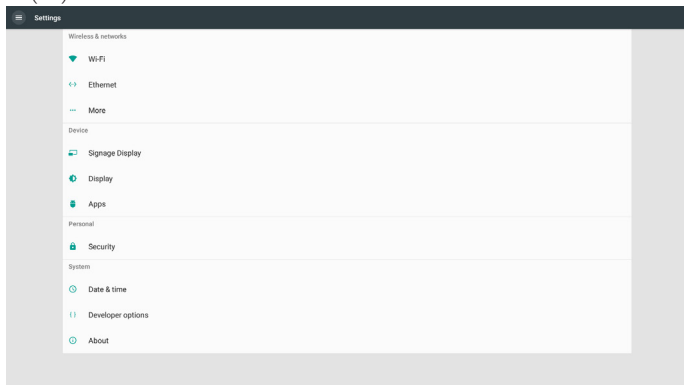 Settings
Wireless & networks
Wi-Fi
Ethernet
More
Device
Signage Display
Display
Apps
Personal
Security
System
Date & time
Developer options
About